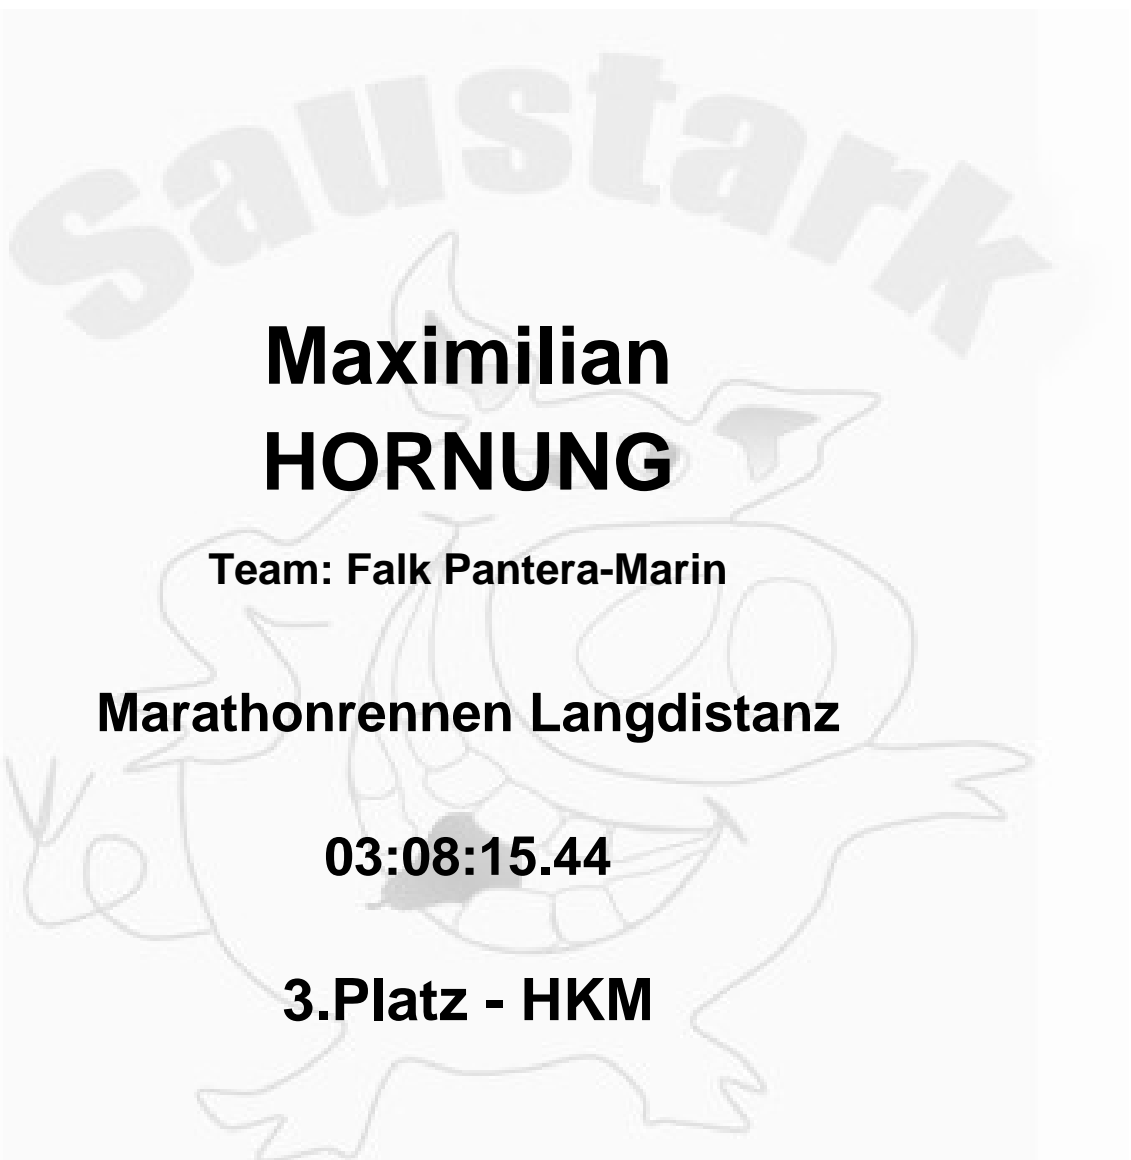 Saustark
Maximilian
HORNUNG
Team: Falk Pantera-Marin
Marathonrennen Langdistanz
03:08:15.44
3.Platz - HKM